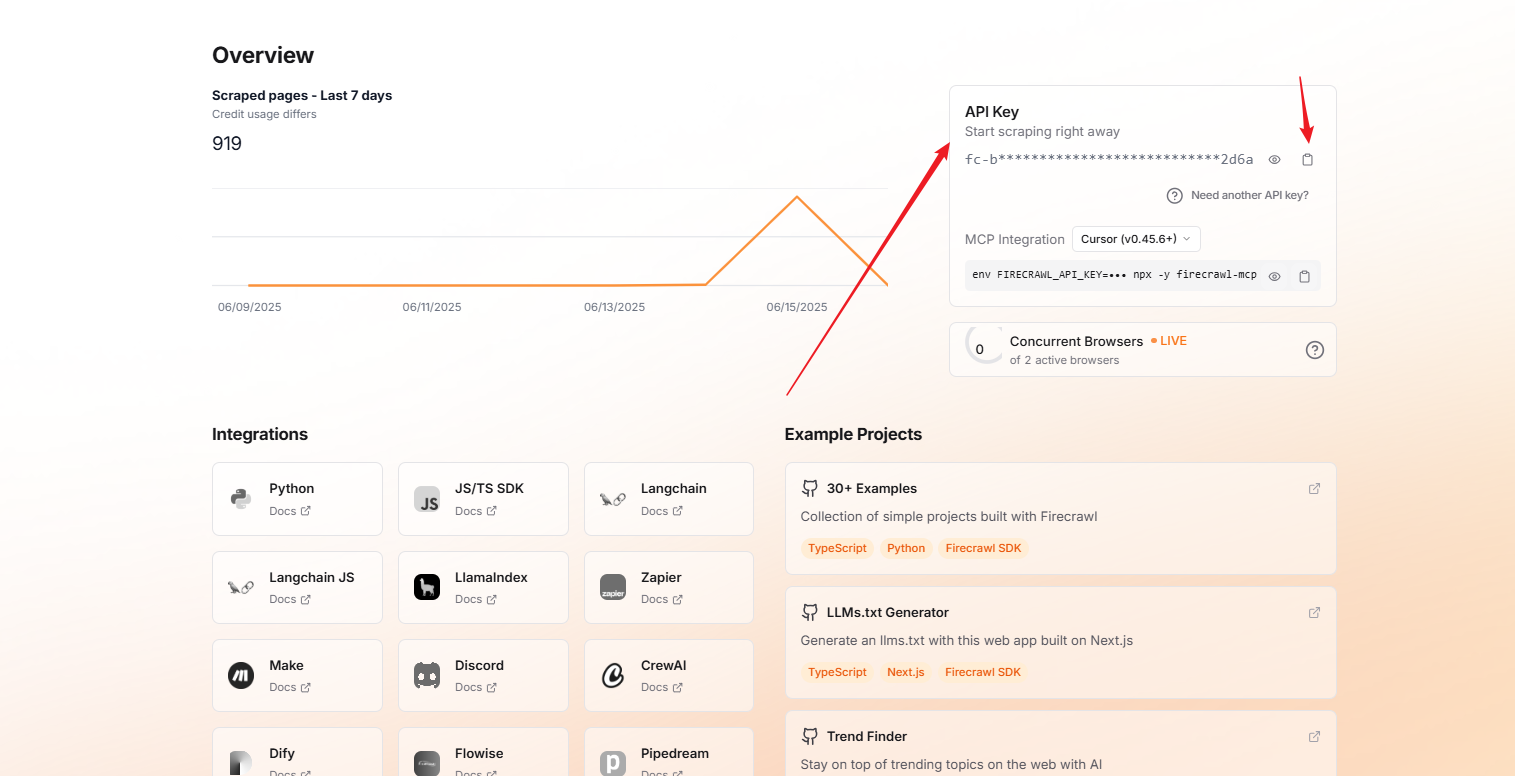 Overview
Scraped pages - Last 7 days
Credit usage differs
919
06/09/2025
06/11/2025
06/13/2025
06/15/2025
API Key
Start scraping right away
fc-b***************************2d6a
Need another API key?
MCP Integration
Cursor (v0.45.6+)
env FIRECRAWL_API_KEY=••• npx -y firecrawl-mcp
0
Concurrent Browsers
LIVE
of 2 active browsers
Integrations
Python
Docs
JS
JS/TS SDK
Docs
Langchain
Docs
Langchain JS
Docs
LlamaIndex
Docs
zapier
Zapier
Docs
Make
Docs
Discord
Docs
CrewAI
Docs
Dify
Docs
Flowise
Docs
Pipedream
Docs
Example Projects
30+ Examples
Collection of simple projects built with Firecrawl
TypeScript Python Firecrawl SDK
LLMs.txt Generator
Generate an llms.txt with this web app built on Next.js
TypeScript Next.js Firecrawl SDK
Trend Finder
Stay on top of trending topics on the web with AI